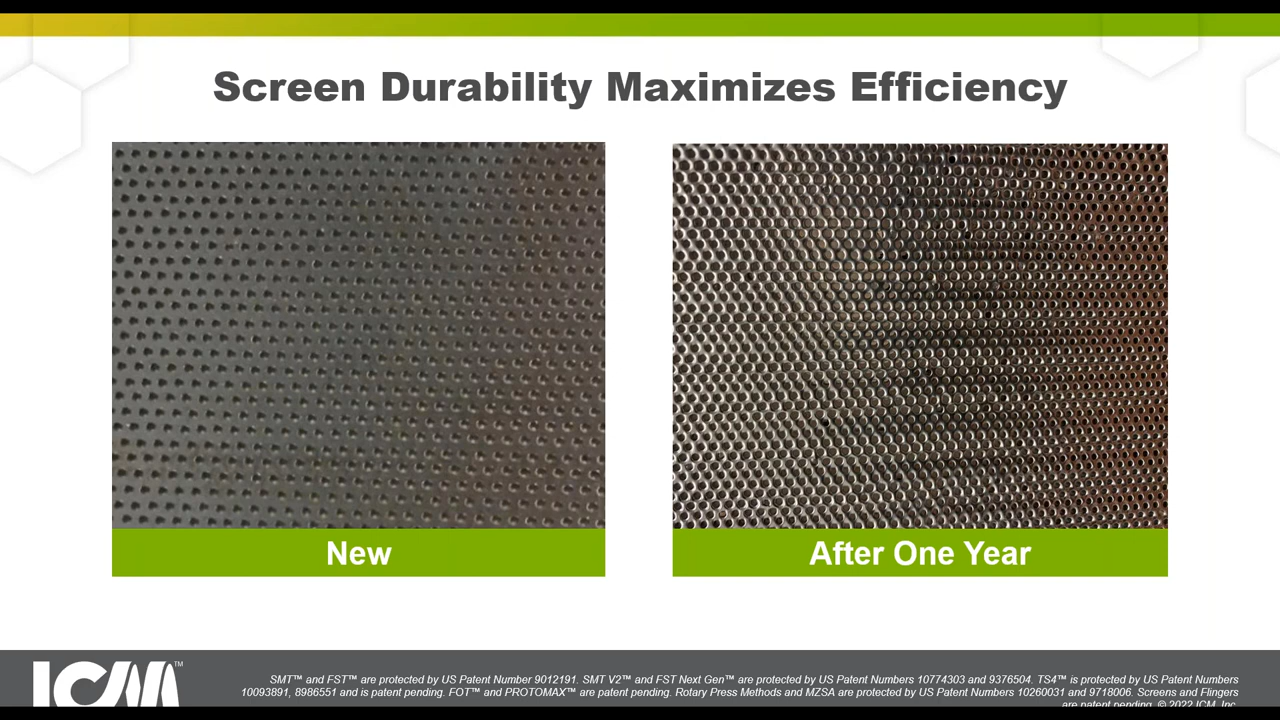 Screen Durability Maximizes Efficiency
New
After One Year
ICM™
SMT™ and FST™ are protected by US Patent Number 9012191. SMT V2™ and FST Next Gen™ are protected by US Patent Numbers 10774303 and 9376504. TS4™ is protected by US Patent Numbers
10093891, 8986551 and is patent pending. FOT™ and PROTOMAX™ are patent pending. Rotary Press Methods and MZSA are protected by US Patent Numbers 10260031 and 9718006. Screens and Flingers
are patent pending. © 2022 ICM, Inc.